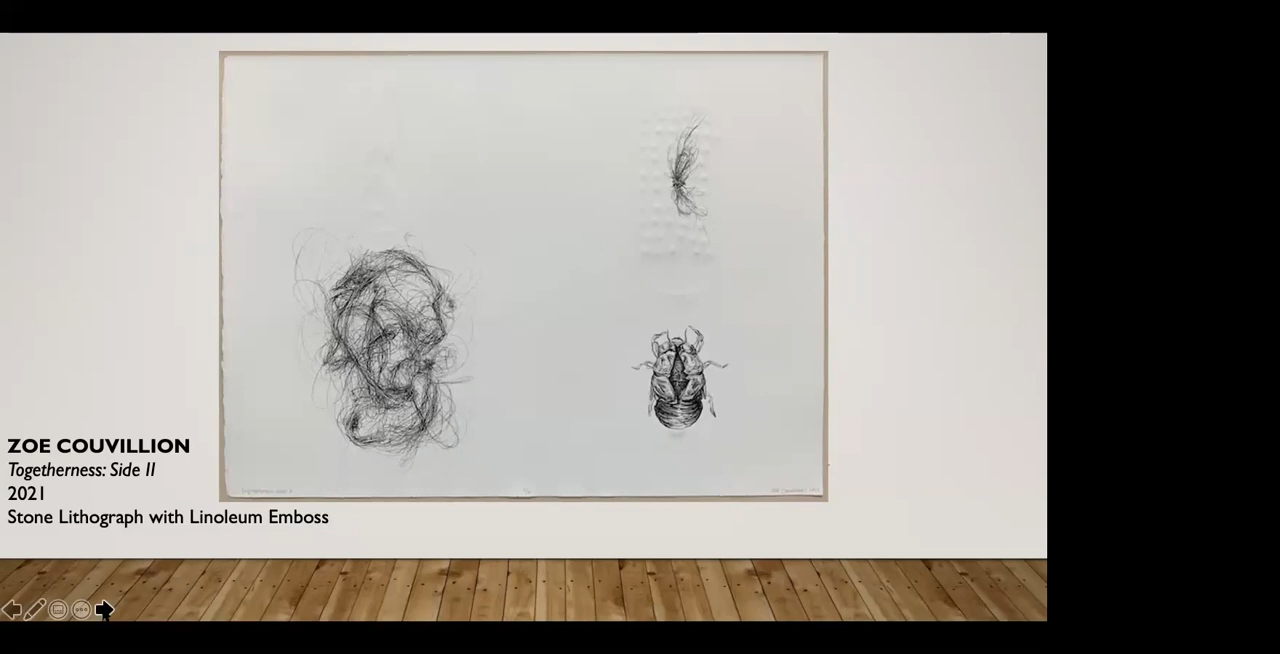 ZOE COUVILLION
Togetherness: Side II
2021
Stone Lithograph with Linoleum Emboss